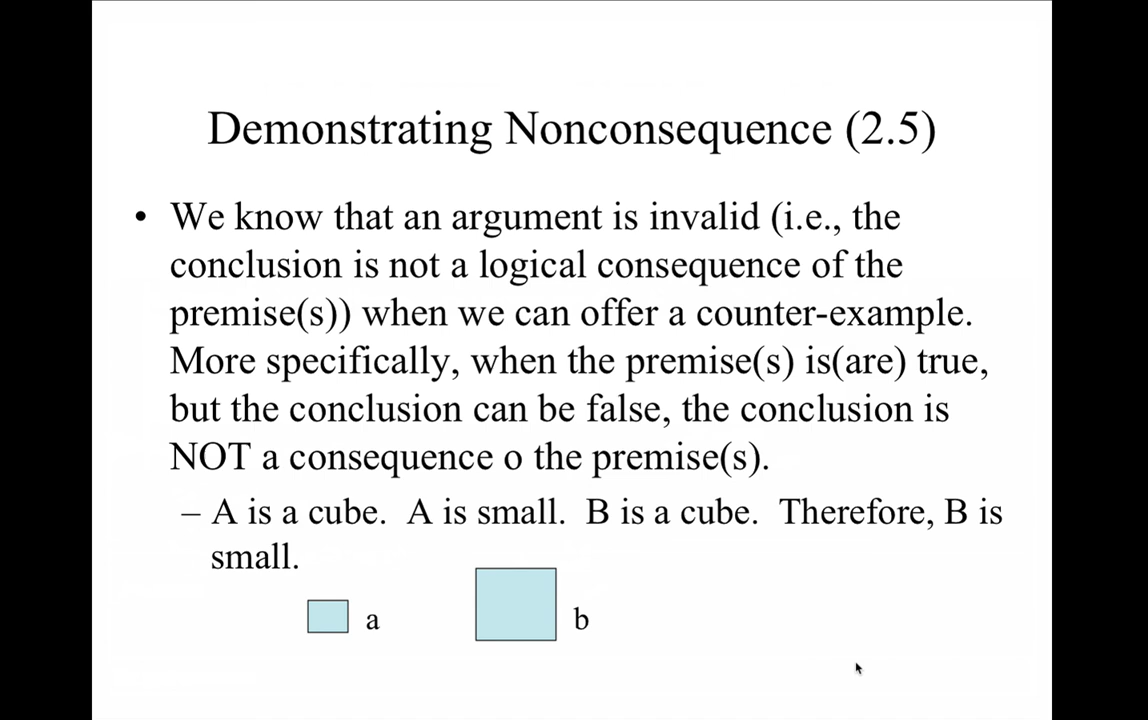 Demonstrating Nonconsequence (2.5)
• We know that an argument is invalid (i.e., the
conclusion is not a logical consequence of the
premise(s)) when we can offer a counter-example.
More specifically, when the premise(s) is(are) true,
but the conclusion can be false, the conclusion is
NOT a consequence o the premise(s).
– A is a cube.  A is small.  B is a cube.  Therefore, B is
small.
a
b